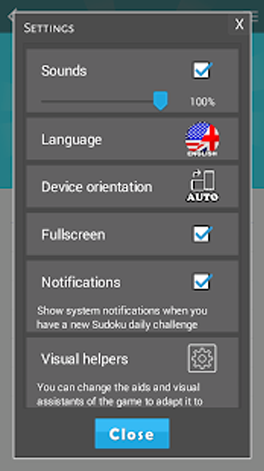 Settings
X
Sounds
100%
Language
ENGLISH
Device orientation
AUTO
Fullscreen
Notifications
Show system notifications when you
have a new Sudoku daily challenge
Visual helpers
You can change the aids and visual
assistants of the game to adapt it to
Close